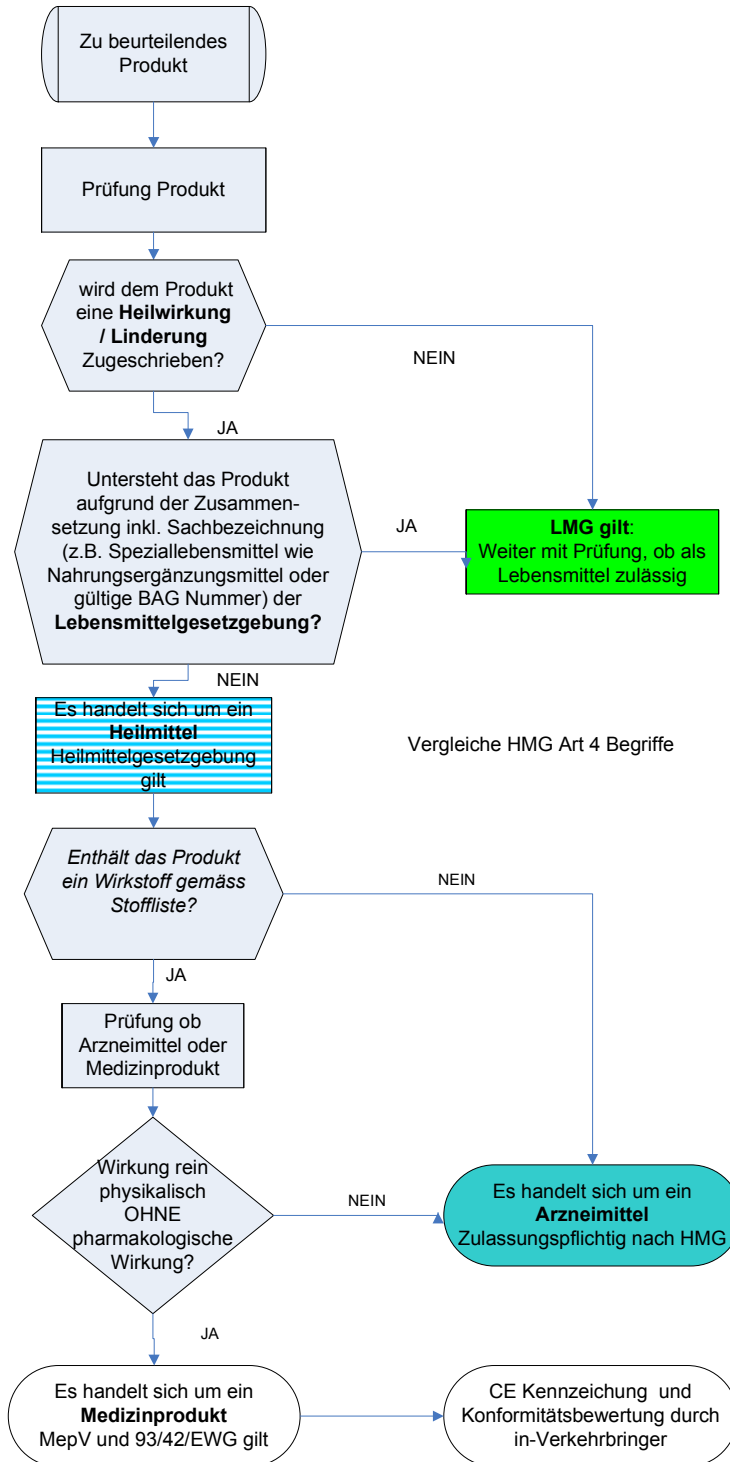 Zu beurteilendes
Produkt
Prüfung Produkt
wird dem Produkt
eine Heilwirkung
/ Linderung
Zugeschrieben?
NEIN
JA
Untersteht das Produkt
aufgrund der Zusammen-
setzung inkl. Sachbezeichnung
(z.B. Speziallebensmittel wie
Nahrungsergänzungsmittel oder
gültige BAG Nummer) der
Lebensmittelgesetzgebung?
JA
LMG gilt:
Weiter mit Prüfung, ob als
Lebensmittel zulässig
NEIN
Es handelt sich um ein
Heilmittel
Heilmittelgesetzgebung
gilt
Vergleiche HMG Art 4 Begriffe
Enthält das Produkt
ein Wirkstoff gemäss
Stoffliste?
NEIN
JA
Prüfung ob
Arzneimittel oder
Medizinprodukt
Wirkung rein
physikalisch
OHNE
pharmakologische
Wirkung?
NEIN
Es handelt sich um ein
Arzneimittel
Zulassungspflichtig nach HMG
JA
Es handelt sich um ein
Medizinprodukt
MepV und 93/42/EWG gilt
CE Kennzeichung und
Konformitätsbewertung durch
in-Verkehrbringer